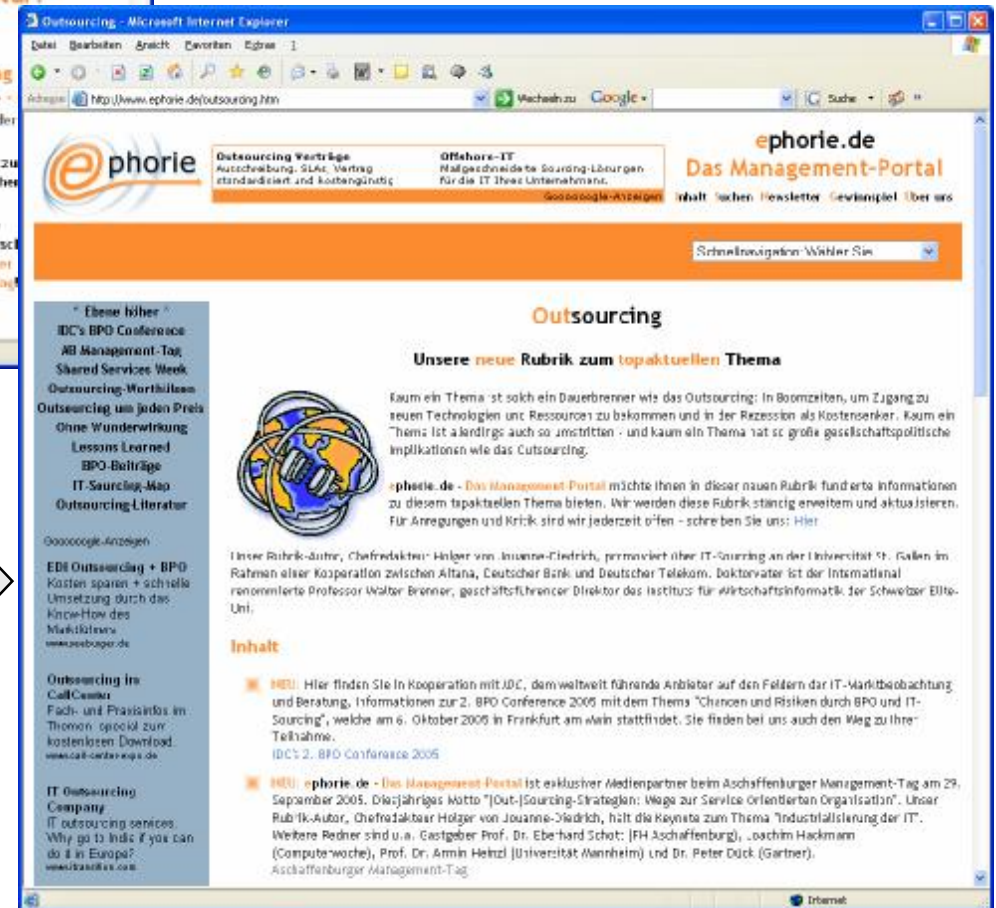 Outsourcing - Microsoft Internet Explorer
Datei Bearbeiten Ansicht Favoriten Extras ?
http://www.ephorie.de/outsourcing.htm
Wechseln zu Google Suche
ephorie
Outsourcing Verträge
Ausschreibung, SLAs, Vertrag
standardisiert und kostengünstig
Offshore-IT
Maßgeschneiderte Sourcing-Lösungen
für die IT Ihres Unternehmens.
Goooooogle-Anzeigen
ephorie.de
Das Management-Portal
Inhalt Suchen Newsletter Gewinnspiel Über uns
Schnellnavigation: Wählen Sie
^ Ebene höher ^
IDC's BPO Conference
AB Management-Tag
Shared Services Week
Outsourcing-Worthülsen
Outsourcing um jeden Preis
Ohne Wunderwirkung
Lessons Learned
BPO-Beiträge
IT-Sourcing-Map
Outsourcing-Literatur
Goooooogle-Anzeigen
EDI Outsourcing + BPO
Kosten sparen + schnelle
Umsetzung durch das
Know-How des
Marktführers
www.seeburger.de
Outsourcing im
CallCenter
Fach- und Praxisinfos im
Themen-special zum
kostenlosen Download.
www.call-center-experts.de
IT Outsourcing
Company
IT outsourcing services.
Why go to India if you can
do it in Europe?
Outsourcing
Unsere neue Rubrik zum topaktuellen Thema
Kaum ein Thema ist solch ein Dauerbrenner wie das Outsourcing: In Boomzeiten, um Zugang zu
neuen Technologien und Ressourcen zu bekommen und in der Rezession als Kostensenker. Kaum ein
Thema ist allerdings auch so umstritten - und kaum ein Thema hat so große gesellschaftspolitische
Implikationen wie das Outsourcing.
ephorie.de - Das Management-Portal möchte Ihnen in dieser neuen Rubrik fundierte Informationen
zu diesem topaktuellen Thema bieten. Wir werden diese Rubrik ständig erweitern und aktualisieren.
Für Anregungen und Kritik sind wir jederzeit offen - schreiben Sie uns: Hier
Unser Rubrik-Autor, Chefredakteur Holger von Jouanne-Diedrich, promoviert über IT-Sourcing an der Universität St. Gallen im
Rahmen einer Kooperation zwischen Altana, Deutscher Bank und Deutscher Telekom. Doktorvater ist der international
renommierte Professor Walter Brenner, geschäftsführender Direktor des Instituts für Wirtschaftsinformatik der Schweizer Elite-
Uni.
Inhalt
NEU: Hier finden Sie in Kooperation mit IDC, dem weltweit führende Anbieter auf den Feldern der IT-Marktbeobachtung
und Beratung, Informationen zur 2. BPO Conference 2005 mit dem Thema "Chancen und Risiken durch BPO und IT-
Sourcing", welche am 6. Oktober 2005 in Frankfurt am Main stattfindet. Sie finden bei uns auch den Weg zu Ihrer
Teilnahme.
IDC's 2. BPO Conference 2005
NEU: ephorie.de - Das Management-Portal ist exklusiver Medienpartner beim Aschaffenburger Management-Tag am 29.
September 2005. Diesjähriges Motto "(Out-)Sourcing-Strategien: Wege zur Service Orientierten Organisation". Unser
Rubrik-Autor, Chefredakteur Holger von Jouanne-Diedrich, hält die Keynote zum Thema "Industrialisierung der IT".
Weitere Redner sind u.a. Gastgeber Prof. Dr. Eberhard Schott (FH Aschaffenburg), Joachim Hackmann
(Computerwoche), Prof. Dr. Armin Heinzl (Universität Mannheim) und Dr. Peter Dück (Gartner).
Aschaffenburger Management-Tag
Internet